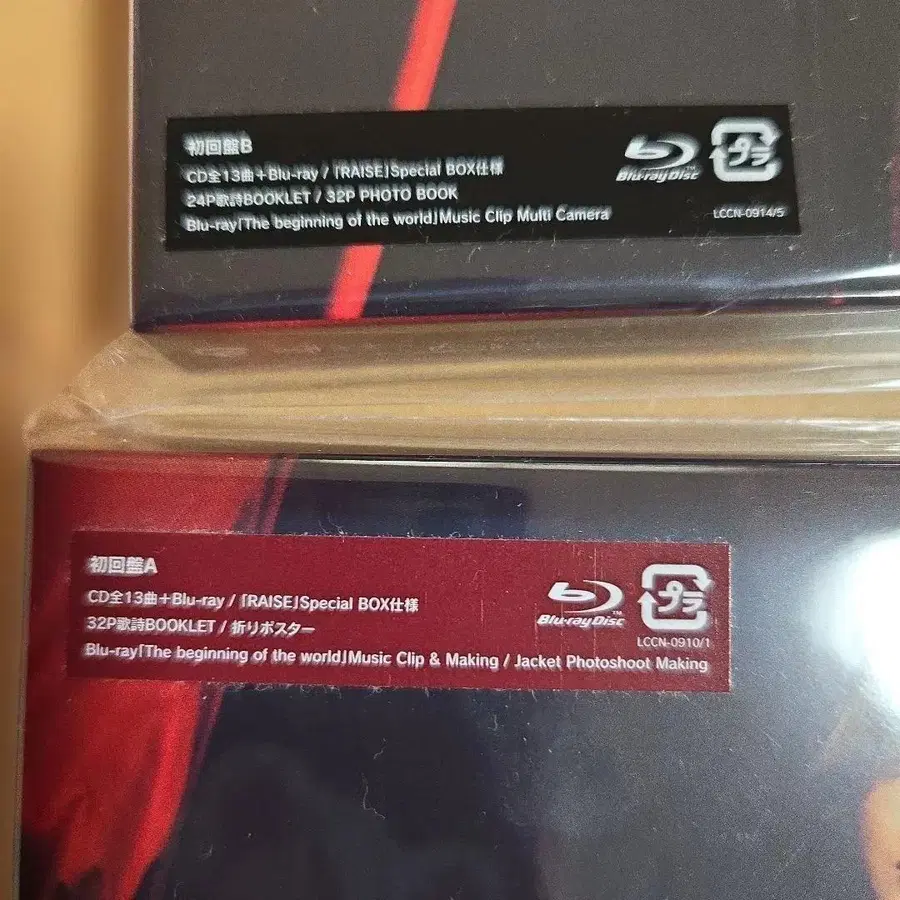 初回盤B
CD全13曲+Blu-ray /「RAISE」Special BOX仕様
24P歌詩BOOKLET / 32P PHOTO BOOK
Blu-ray「The beginning of the world」Music Clip Multi Camera
Blu-ray Disc
プラ
LCCN-0914/5
初回盤A
CD全13曲+Blu-ray /「RAISE」Special BOX仕様
32P歌詩BOOKLET / 折りポスター
Blu-ray「The beginning of the world」Music Clip & Making / Jacket Photoshoot Making
Blu-ray Disc™
プラ
LCCN-0910/1